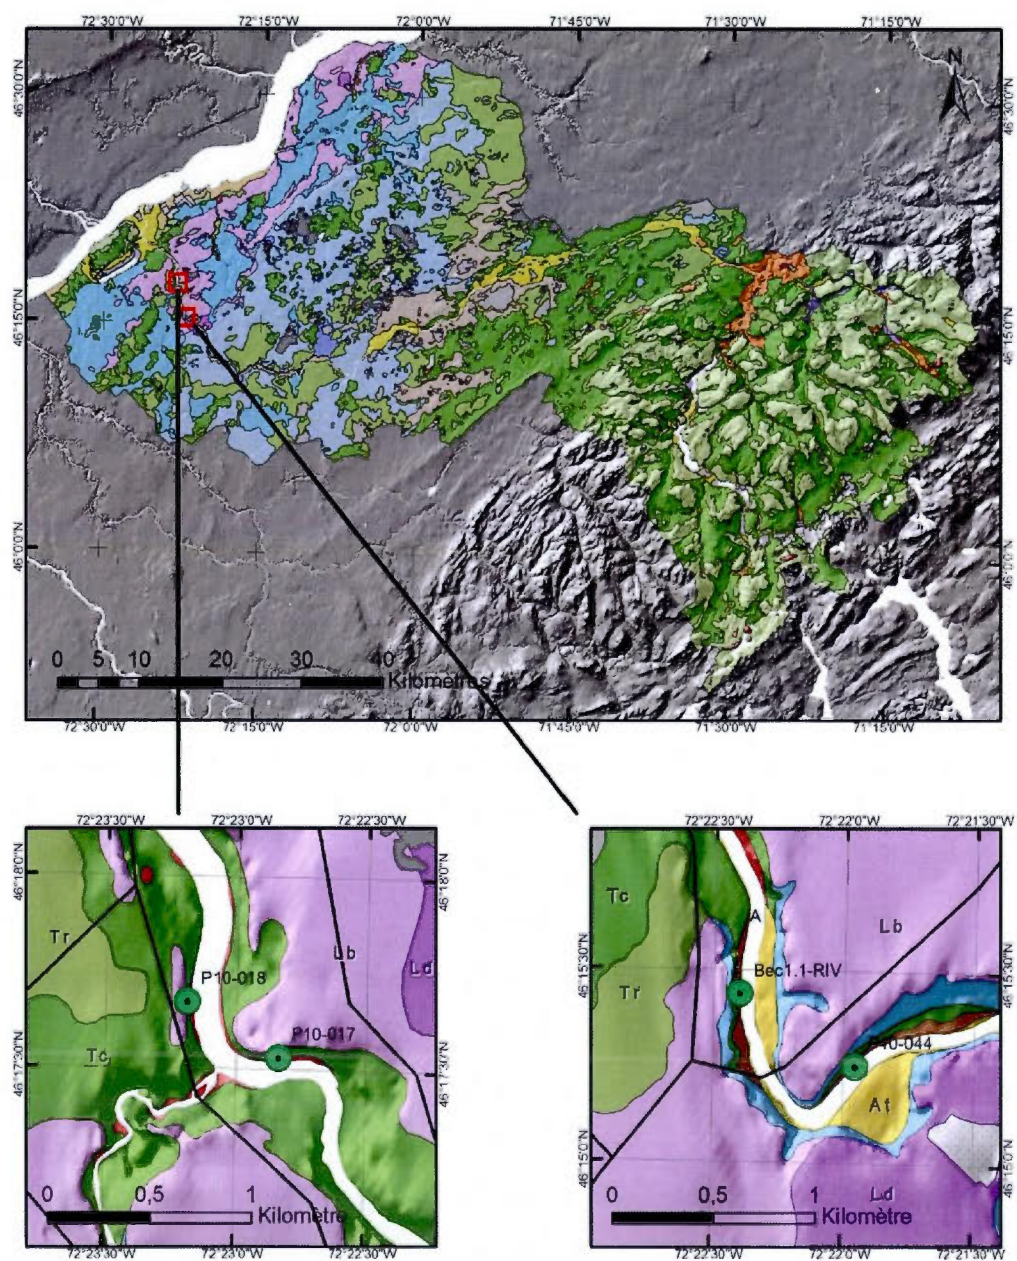 72°30'0"W 72°15'0"W 72°0'0"W 71°45'0"W 71°30'0"W 71°15'0"W
46°30'0"N 46°30'0"N
N
46°15'0"N 46°15'0"N
46°0'0"N 46°0'0"N
0 5 10 20 30 40
Kilomètres
72°30'0"W 72°15'0"W 72°0'0"W 71°45'0"W 71°30'0"W 71°15'0"W
72°23'30"W 72°23'0"W 72°22'30"W
46°18'0"N 46°18'0"N
Tr
Lb
Ld
P10-018
P10-017
Tc
46°17'30"N 46°17'30"N
0 0,5 1
Kilomètre
72°23'30"W 72°23'0"W 72°22'30"W
72°22'30"W 72°22'0"W 71°21'30"W
Tc
A
Lb
46°15'30"N 46°15'30"N
Bec1.1-RIV
Tr
P10-044
At
46°15'0"N 46°15'0"N
Ld
0 0,5 1
Kilomètre
72°22'30"W 72°22'0"W 71°21'30"W